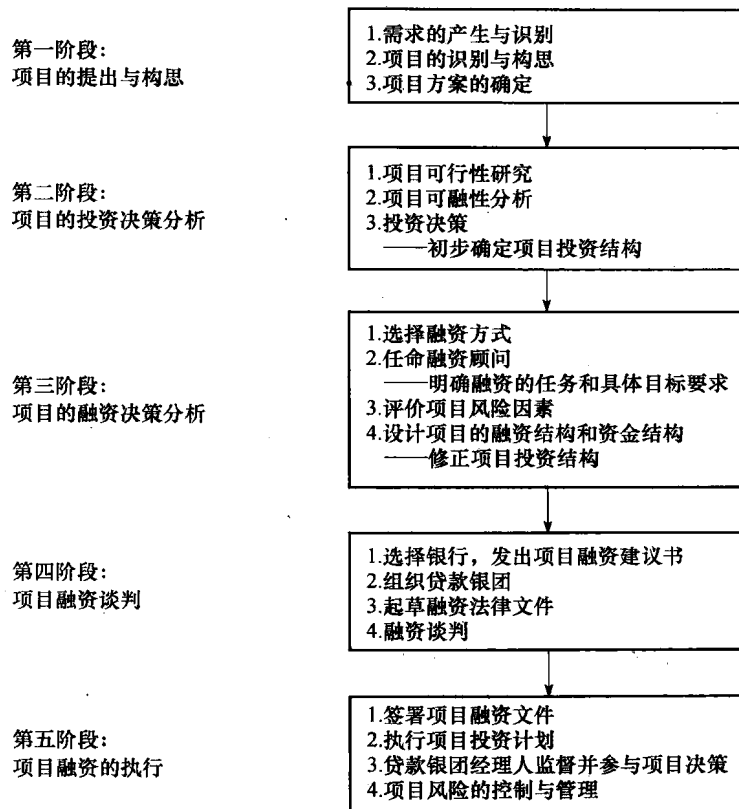 第一阶段：
项目的提出与构思
1.需求的产生与识别
2.项目的识别与构思
3.项目方案的确定
第二阶段：
项目的投资决策分析
1.项目可行性研究
2.项目可融性分析
3.投资决策
——初步确定项目投资结构
第三阶段：
项目的融资决策分析
1.选择融资方式
2.任命融资顾问
——明确融资的任务和具体目标要求
3.评价项目风险因素
4.设计项目的融资结构和资金结构
——修正项目投资结构
第四阶段：
项目融资谈判
1.选择银行，发出项目融资建议书
2.组织贷款银团
3.起草融资法律文件
4.融资谈判
第五阶段：
项目融资的执行
1.签署项目融资文件
2.执行项目投资计划
3.贷款银团经理人监督并参与项目决策
4.项目风险的控制与管理